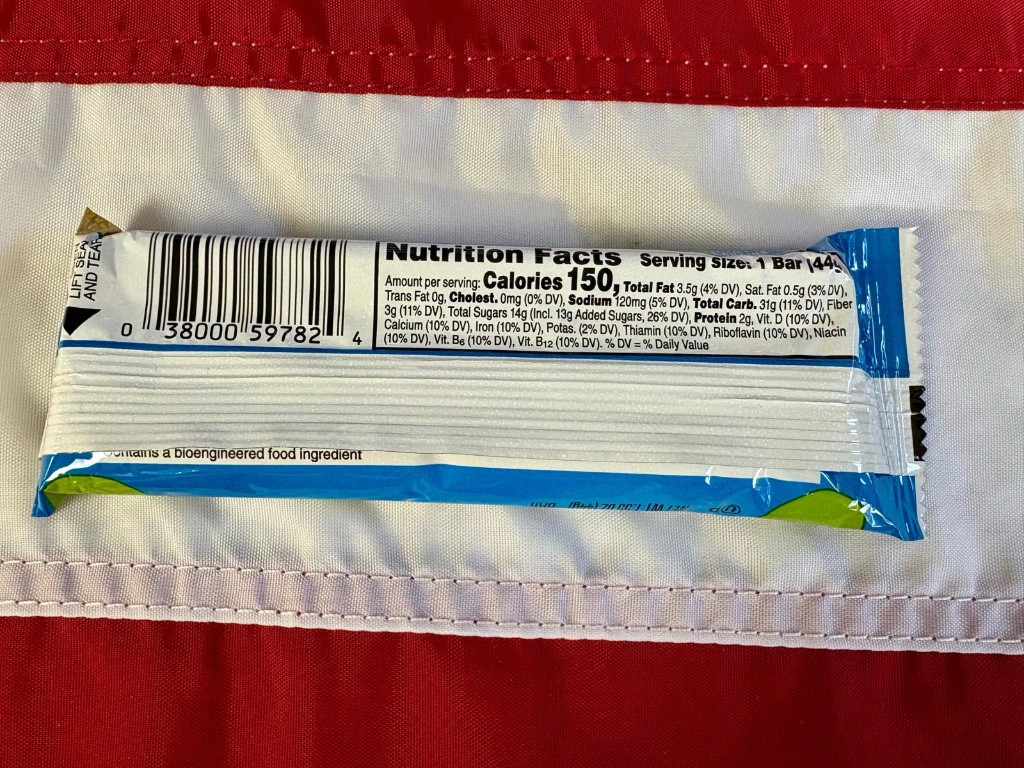 LIFT SEAL
AND TEAR
0 38000 59782 4
Nutrition Facts Serving size: 1 Bar (44g)
Amount per serving: Calories 150, Total Fat 3.5g (4% DV), Sat. Fat 0.5g (3% DV),
Trans Fat 0g, Cholest. 0mg (0% DV), Sodium 120mg (5% DV), Total Carb. 31g (11% DV), Fiber
3g (11% DV), Total Sugars 14g (Incl. 13g Added Sugars, 26% DV), Protein 2g, Vit. D (10% DV),
Calcium (10% DV), Iron (10% DV), Potas. (2% DV), Thiamin (10% DV), Riboflavin (10% DV), Niacin
(10% DV), Vit. B6 (10% DV), Vit. B12 (10% DV). % DV = % Daily Value
Contains a bioengineered food ingredient